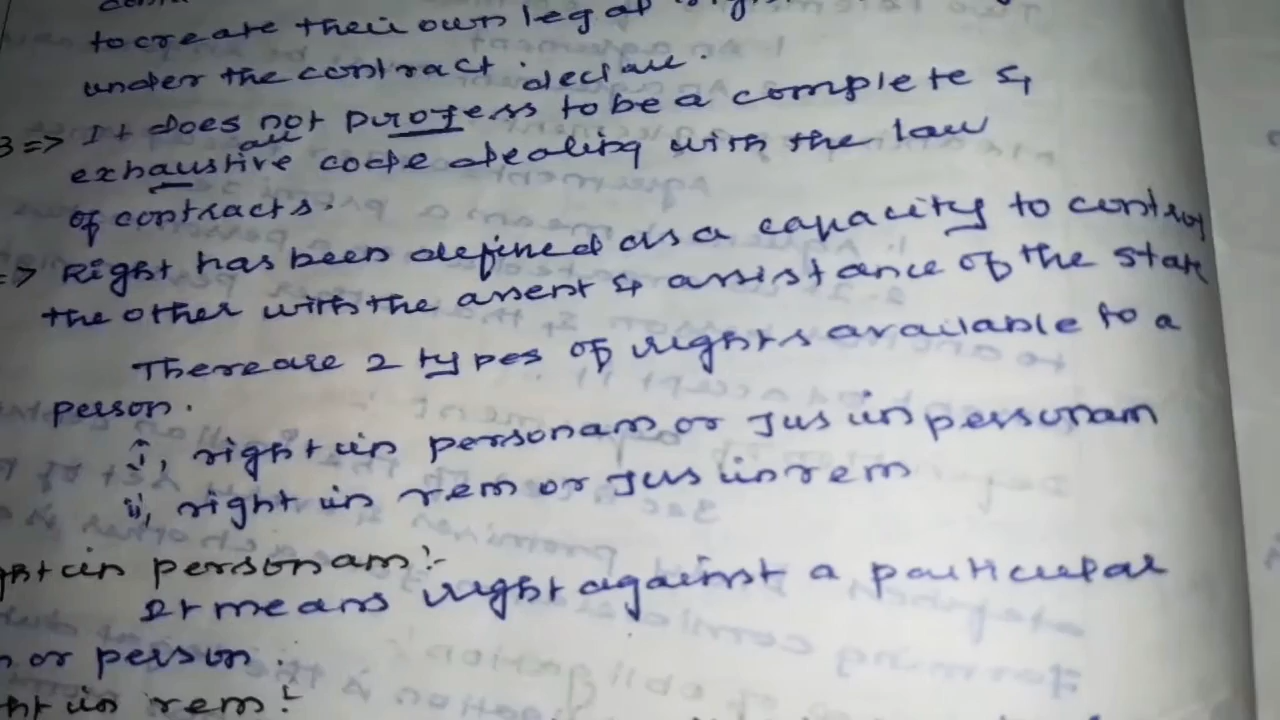 to create their own legal
under the contract declare.
3 => It does not profess to be a complete &
all
exhaustive code dealing with the law
of contracts.
=> Right has been defined as a capacity to control
the other with the assent & assistance of the state
There are 2 types of rights available to a
person.
i, right in personam or Jus in personam
ii, right in rem or Jus in rem
ght in personam:-
It means right against a particular
n or person.
ght in rem: